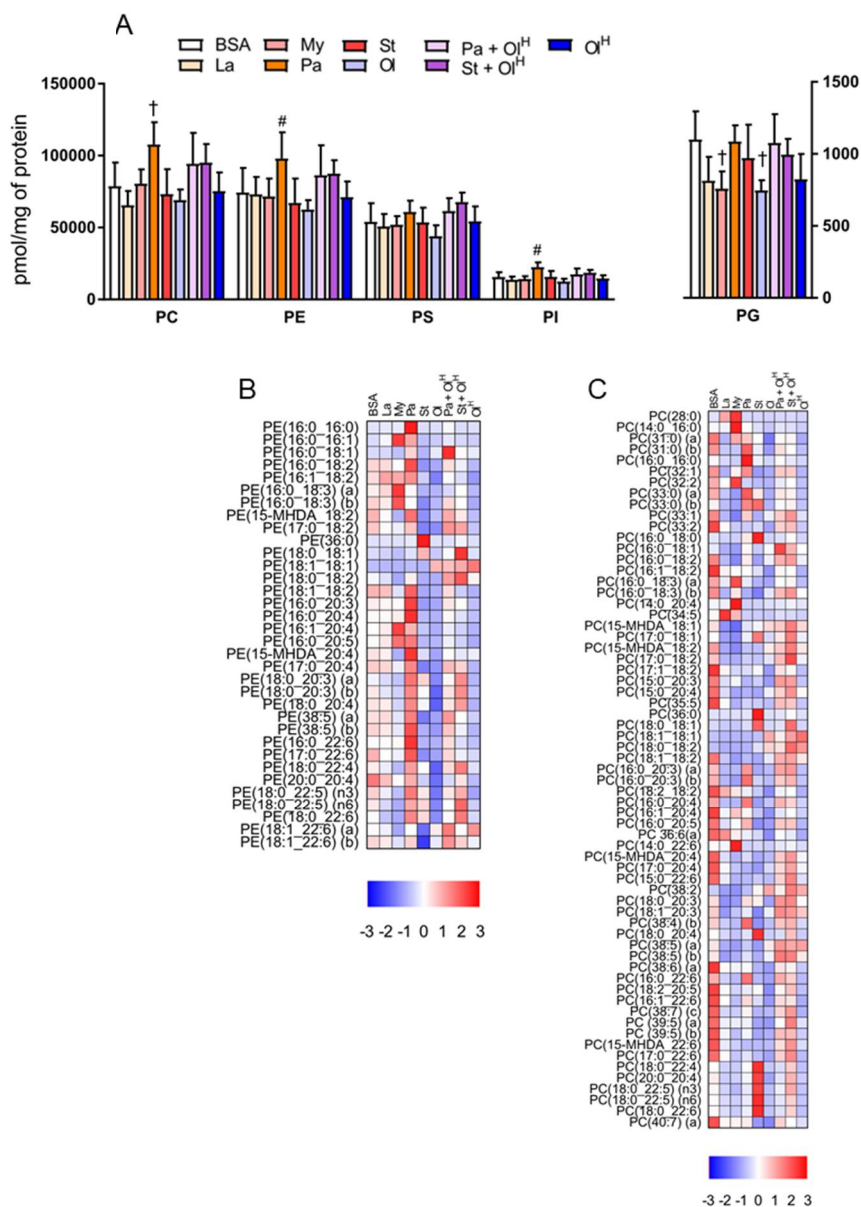 A
BSA My St Pa + OlH OlH
La Pa Ol St + OlH
pmol/mg of protein
150000
100000
50000
0
† # # † †
1500
1000
500
0
PC PE PS PI PG
B
BSA La My Pa St Ol Pa + OlH St + OlH OlH
PE(16:0_16:0)
PE(16:0_16:1)
PE(16:0_18:1)
PE(16:0_18:2)
PE(16:1_18:2)
PE(16:0_18:3) (a)
PE(16:0_18:3) (b)
PE(15-MHDA_18:2)
PE(17:0_18:2)
PE(36:0)
PE(18:0_18:1)
PE(18:1_18:1)
PE(18:0_18:2)
PE(18:1_18:2)
PE(16:0_20:3)
PE(16:0_20:4)
PE(16:1_20:4)
PE(16:0_20:5)
PE(15-MHDA_20:4)
PE(17:0_20:4)
PE(18:0_20:3) (a)
PE(18:0_20:3) (b)
PE(18:0_20:4)
PE(38:5) (a)
PE(38:5) (b)
PE(16:0_22:6)
PE(17:0_22:6)
PE(18:0_22:4)
PE(20:0_20:4)
PE(18:0_22:5) (n3)
PE(18:0_22:5) (n6)
PE(18:0_22:6)
PE(18:1_22:6) (a)
PE(18:1_22:6) (b)
-3 -2 -1 0 1 2 3
C
BSA La My Pa St Ol Pa + OlH St + OlH OlH
PC(28:0)
PC(14:0_16:0)
PC(31:0) (a)
PC(31:0) (b)
PC(16:0_16:0)
PC(32:1)
PC(32:2)
PC(33:0) (a)
PC(33:0) (b)
PC(33:1)
PC(33:2)
PC(16:0_18:0)
PC(16:0_18:1)
PC(16:0_18:2)
PC(16:1_18:2)
PC(16:0_18:3) (a)
PC(16:0_18:3) (b)
PC(14:0_20:4)
PC(34:5)
PC(15-MHDA_18:1)
PC(17:0_18:1)
PC(15-MHDA_18:2)
PC(17:0_18:2)
PC(17:1_18:2)
PC(15:0_20:3)
PC(15:0_20:4)
PC(35:5)
PC(36:0)
PC(18:0_18:1)
PC(18:1_18:1)
PC(18:0_18:2)
PC(18:1_18:2)
PC(16:0_20:3) (a)
PC(16:0_20:3) (b)
PC(18:2_18:2)
PC(16:0_20:4)
PC(16:1_20:4)
PC(16:0_20:5)
PC 36:6(a)
PC(14:0_22:6)
PC(15-MHDA_20:4)
PC(17:0_20:4)
PC(15:0_22:6)
PC(38:2)
PC(18:0_20:3)
PC(18:1_20:3)
PC(38:4) (b)
PC(18:0_20:4)
PC(38:5) (a)
PC(38:5) (b)
PC(38:6) (a)
PC(16:0_22:6)
PC(18:2_20:5)
PC(16:1_22:6)
PC(38:7) (c)
PC (39:5) (a)
PC (39:5) (b)
PC(15-MHDA_22:6)
PC(17:0_22:6)
PC(18:0_22:4)
PC(20:0_20:4)
PC(18:0_22:5) (n3)
PC(18:0_22:5) (n6)
PC(18:0_22:6)
PC(40:7) (a)
-3 -2 -1 0 1 2 3